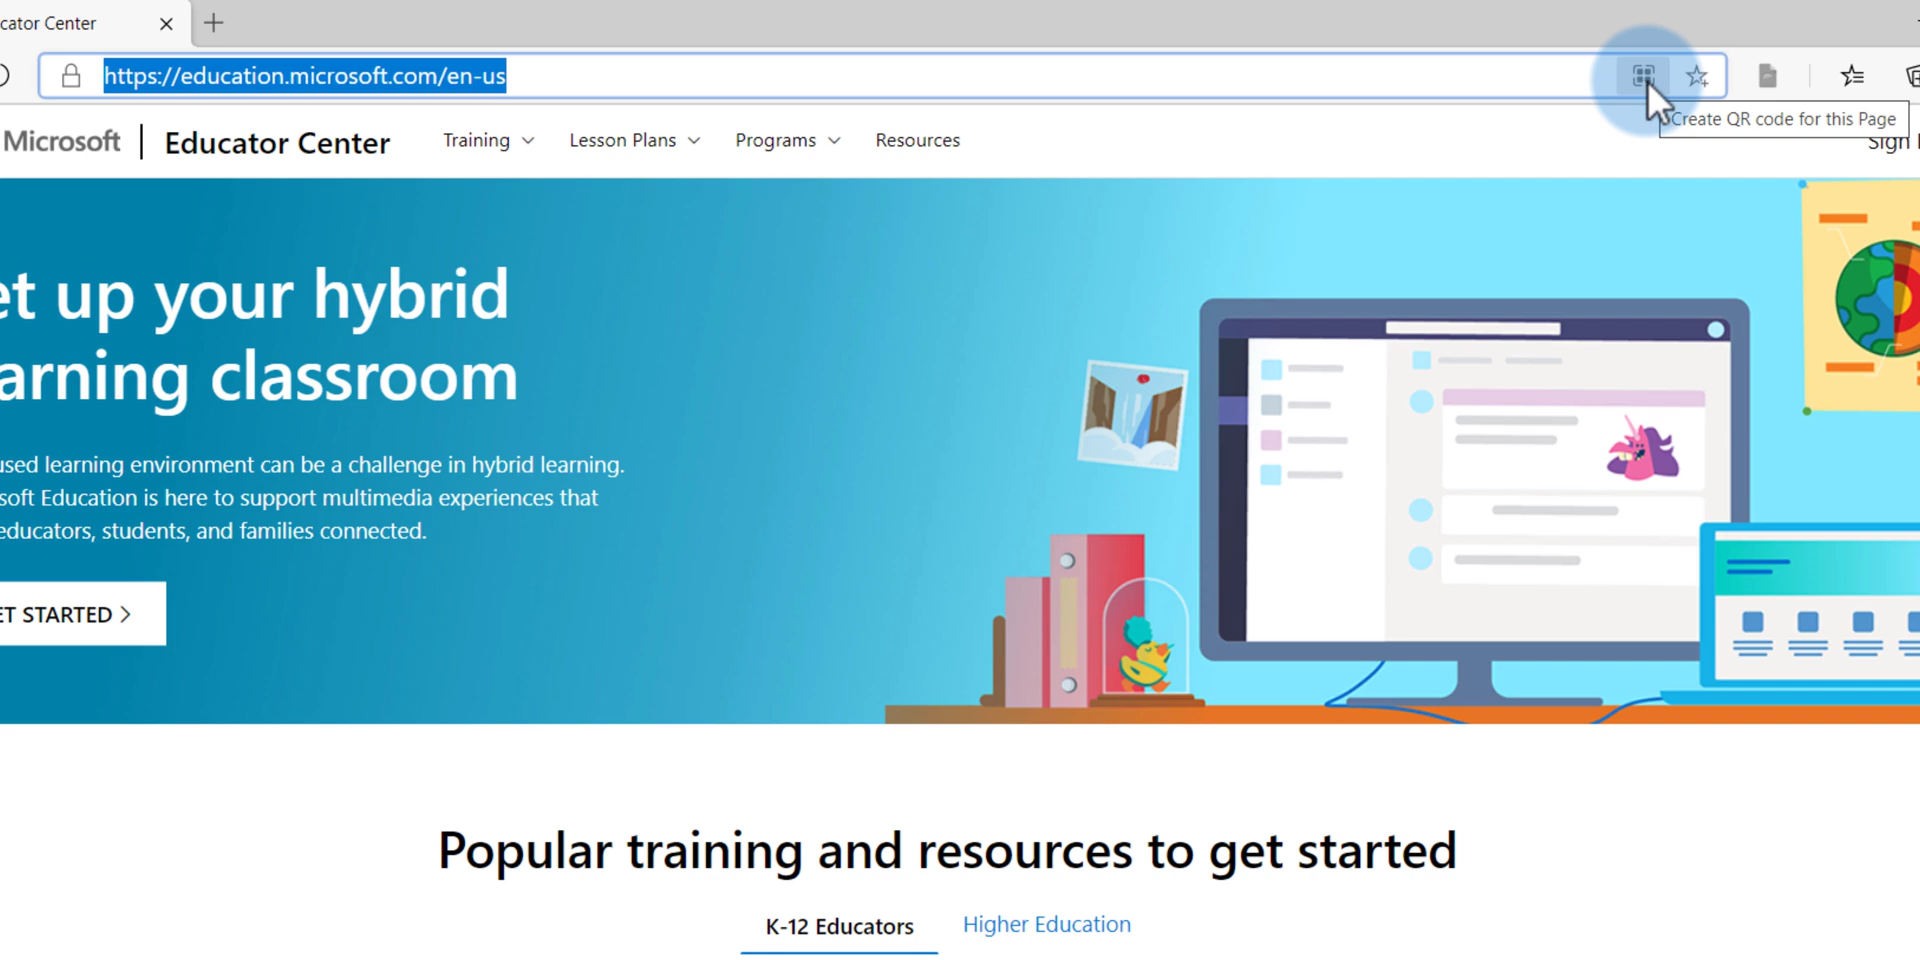 cator Center
https://education.microsoft.com/en-us
Create QR code for this Page
Microsoft | Educator Center Training Lesson Plans Programs Resources
Sign I
et up your hybrid
arning classroom
used learning environment can be a challenge in hybrid learning.
soft Education is here to support multimedia experiences that
educators, students, and families connected.
ET STARTED >
Popular training and resources to get started
K-12 Educators Higher Education